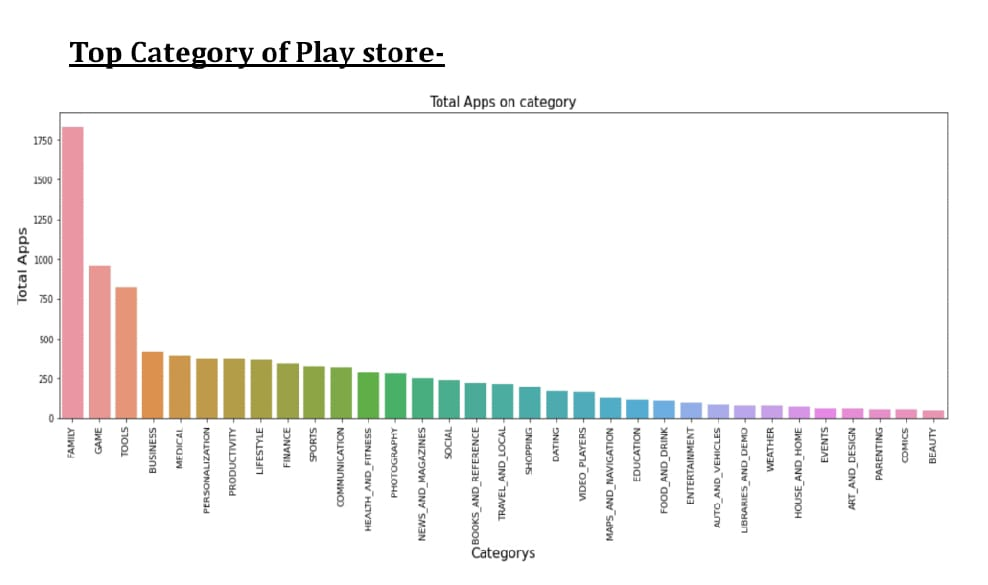 Top Category of Play store-
Total Apps on category
Total Apps
1750
1500
1250
1000
750
500
250
0
FAMILY
GAME
TOOLS
BUSINESS
MEDICAL
PERSONALIZATION
PRODUCTIVITY
LIFESTYLE
FINANCE
SPORTS
COMMUNICATION
HEALTH_AND_FITNESS
PHOTOGRAPHY
NEWS_AND_MAGAZINES
SOCIAL
BOOKS_AND_REFERENCE
TRAVEL_AND_LOCAL
SHOPPING
DATING
VIDEO_PLAYERS
MAPS_AND_NAVIGATION
EDUCATION
FOOD_AND_DRINK
ENTERTAINMENT
AUTO_AND_VEHICLES
LIBRARIES_AND_DEMO
WEATHER
HOUSE_AND_HOME
EVENTS
ART_AND_DESIGN
PARENTING
COMICS
BEAUTY
Categorys